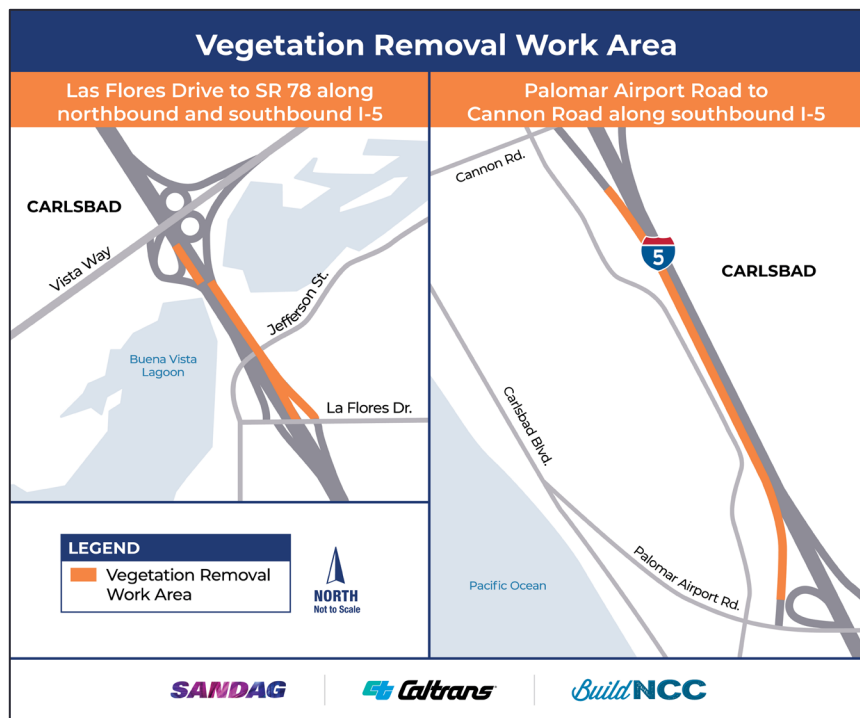 Vegetation Removal Work Area
Las Flores Drive to SR 78 along
northbound and southbound I-5
Palomar Airport Road to
Cannon Road along southbound I-5
CARLSBAD
Vista Way
Jefferson St.
Buena Vista
Lagoon
La Flores Dr.
Cannon Rd.
5
CARLSBAD
Carlsbad Blvd.
Palomar Airport Rd.
Pacific Ocean
LEGEND
Vegetation Removal
Work Area
NORTH
Not to Scale
SANDAG
ct Caltrans
Build NCC